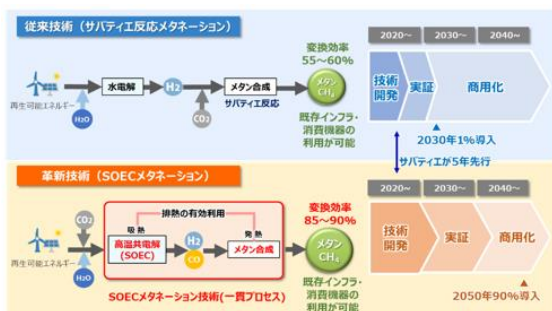 従来技術（サバティエ反応メタネーション）
再生可能エネルギー
H₂O
水電解
H₂
CO₂
メタン合成
サバティエ反応
変換効率
55～60%
メタン
CH₄
既存インフラ・
消費機器の
利用が可能
2020～
2030～
2040～
技術
開発
実証
商用化
2030年1%導入
サバティエが5年先行
革新技術（SOECメタネーション）
CO₂
再生可能エネルギー
H₂O
排熱の有効利用
吸熱
発熱
高温共電解
(SOEC)
H₂
CO
メタン合成
SOECメタネーション技術(一貫プロセス)
変換効率
85～90%
メタン
CH₄
既存インフラ・
消費機器の
利用が可能
2020~
2030～
2040～
技術
開発
実証
商用化
2050年90%導入